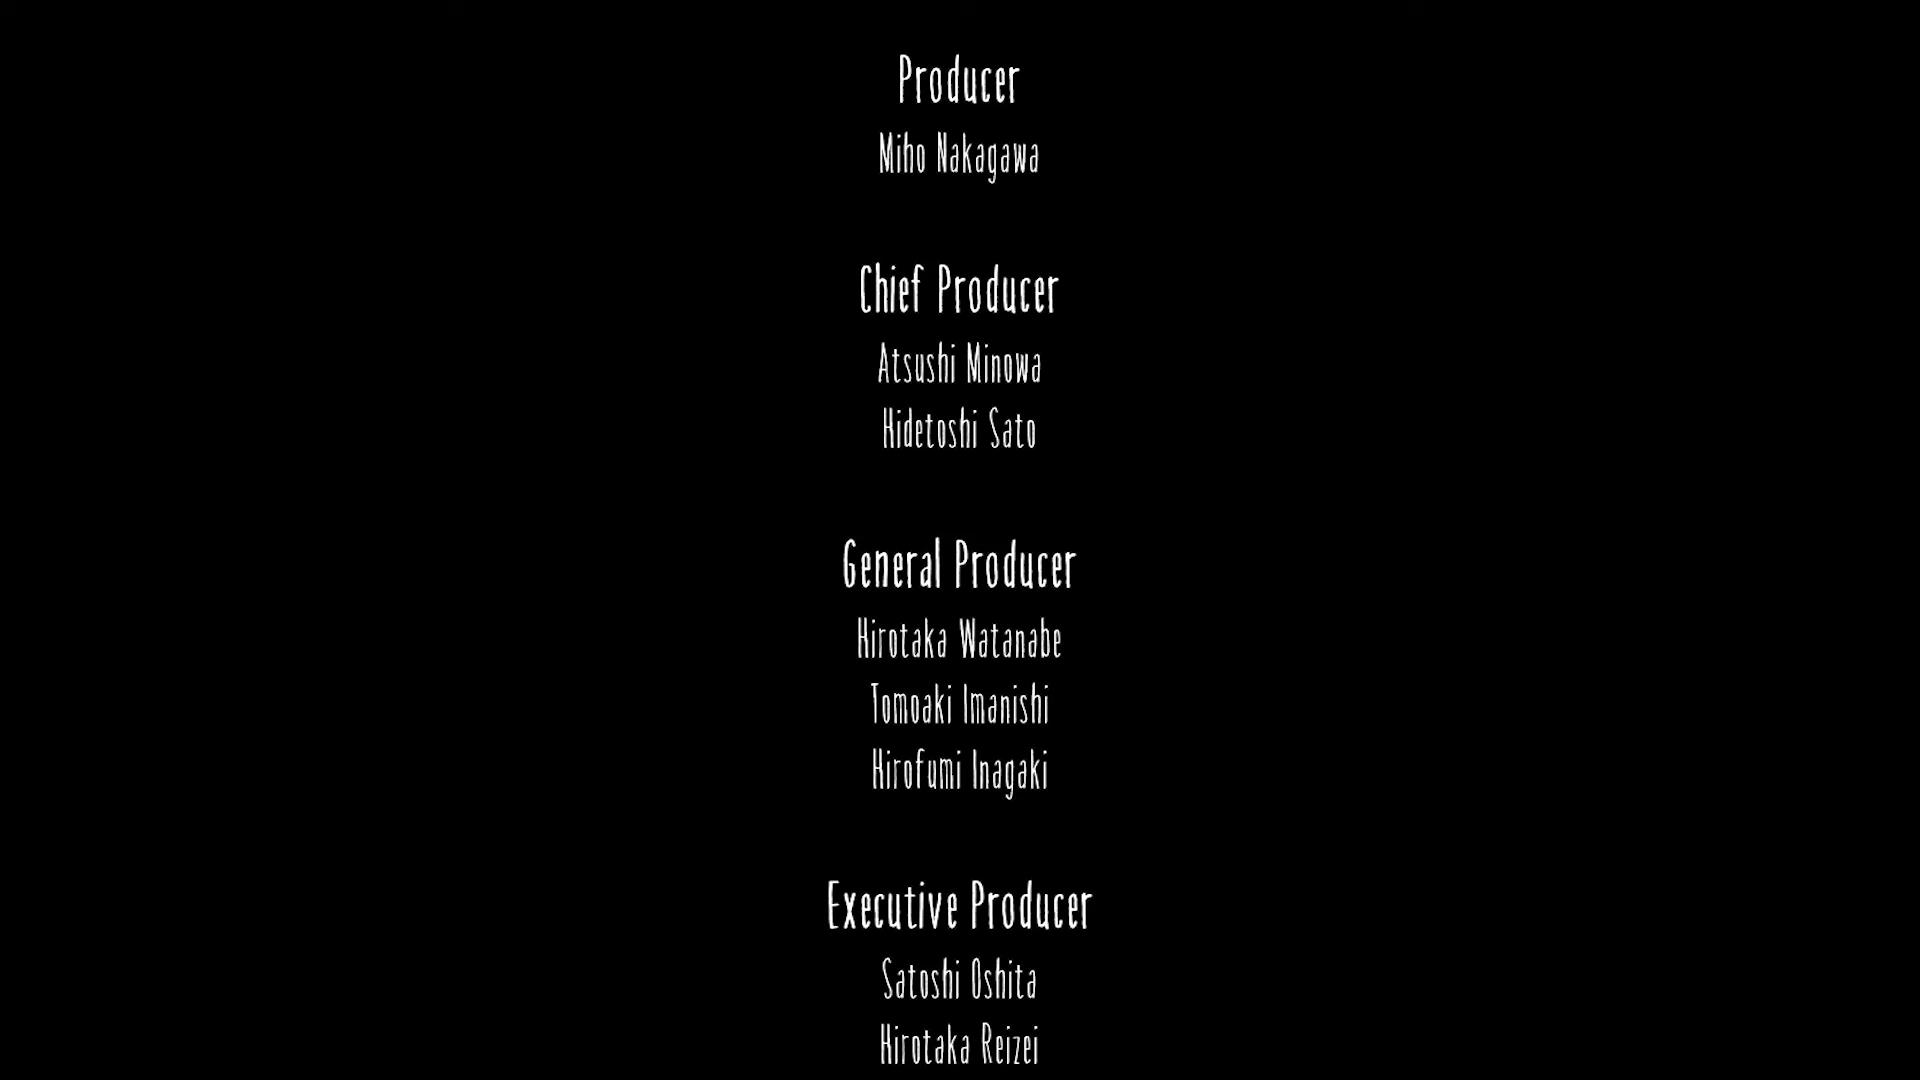 Producer
Miho Nakagawa
Chief Producer
Atsushi Minowa
Hidetoshi Sato
General Producer
Hirotaka Watanabe
Tomoaki Imanishi
Hirofumi Inagaki
Executive Producer
Satoshi Oshita
Hirotaka Reizei